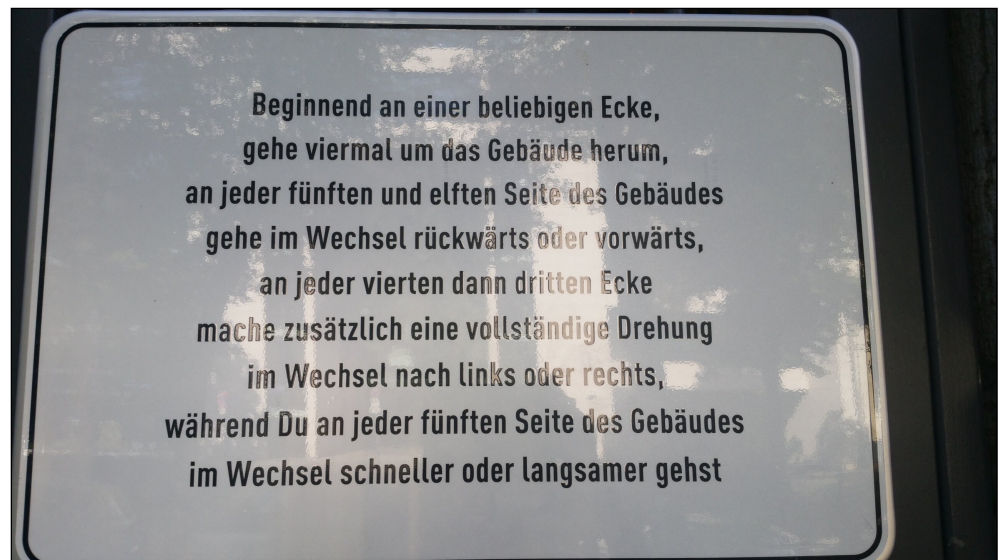 Beginnend an einer beliebigen Ecke,
gehe viermal um das Gebäude herum,
an jeder fünften und elften Seite des Gebäudes
gehe im Wechsel rückwärts oder vorwärts,
an jeder vierten dann dritten Ecke
mache zusätzlich eine vollständige Drehung
im Wechsel nach links oder rechts,
während Du an jeder fünften Seite des Gebäudes
im Wechsel schneller oder langsamer gehst